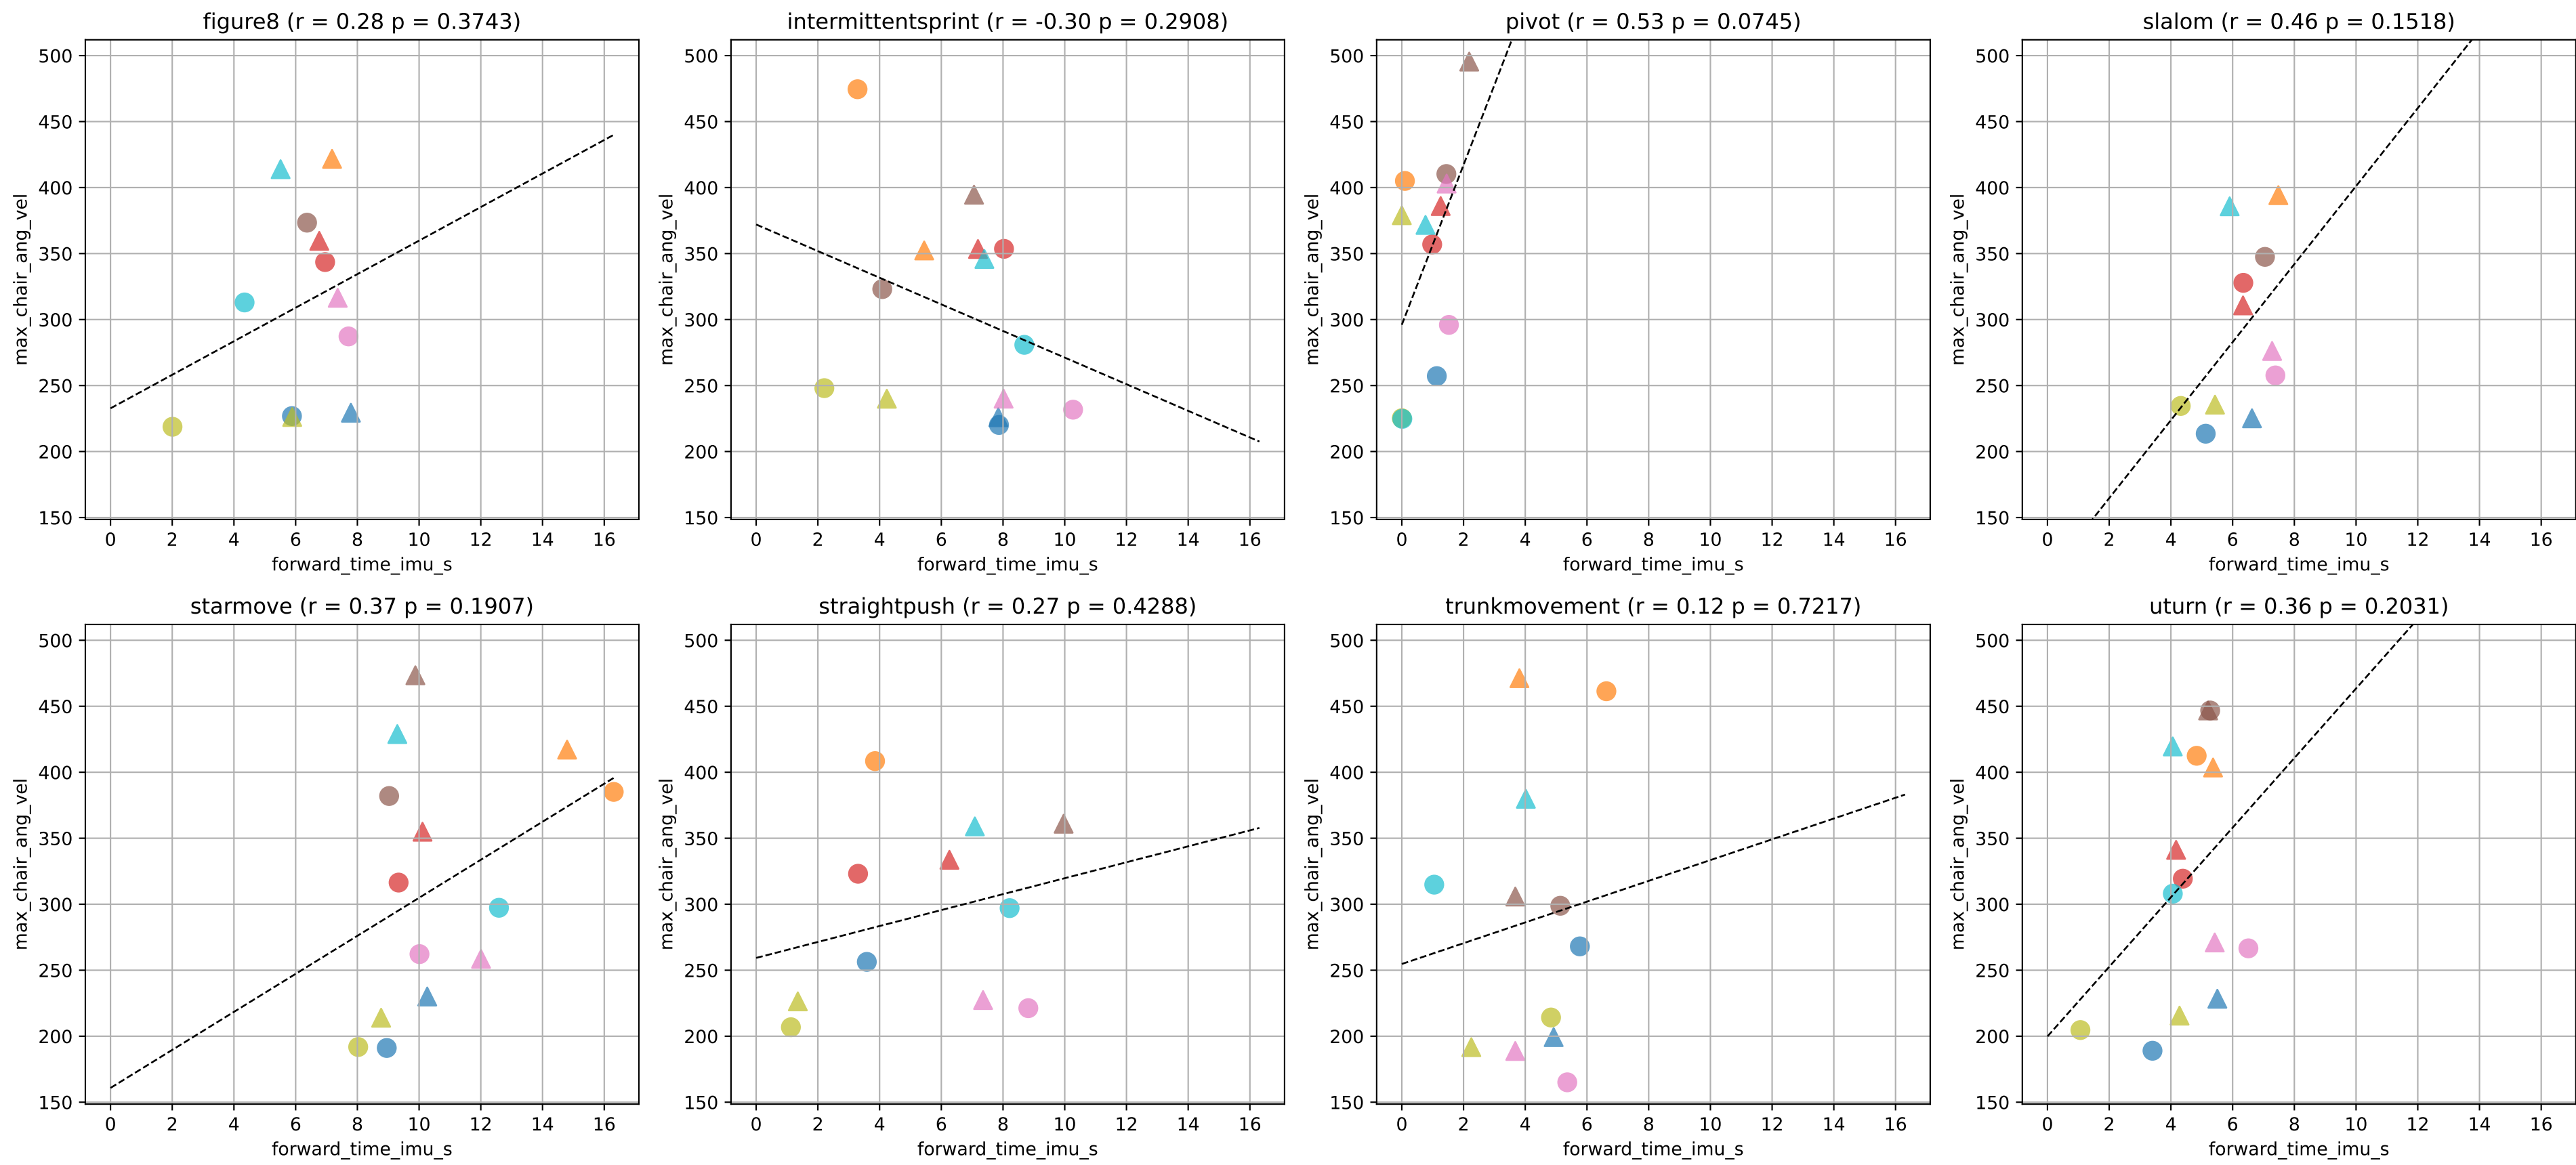 figure8 (r = 0.28 p = 0.3743)
500
450
400
350
300
250
200
150
max_chair_ang_vel
0 2 4 6 8 10 12 14 16
forward_time_imu_s
intermittentsprint (r = -0.30 p = 0.2908)
500
450
400
350
300
250
200
150
max_chair_ang_vel
0 2 4 6 8 10 12 14 16
forward_time_imu_s
pivot (r = 0.53 p = 0.0745)
500
450
400
350
300
250
200
150
max_chair_ang_vel
0 2 4 6 8 10 12 14 16
forward_time_imu_s
slalom (r = 0.46 p = 0.1518)
500
450
400
350
300
250
200
150
max_chair_ang_vel
0 2 4 6 8 10 12 14 16
forward_time_imu_s
starmove (r = 0.37 p = 0.1907)
500
450
400
350
300
250
200
150
max_chair_ang_vel
0 2 4 6 8 10 12 14 16
forward_time_imu_s
straightpush (r = 0.27 p = 0.4288)
500
450
400
350
300
250
200
150
max_chair_ang_vel
0 2 4 6 8 10 12 14 16
forward_time_imu_s
trunkmovement (r = 0.12 p = 0.7217)
500
450
400
350
300
250
200
150
max_chair_ang_vel
0 2 4 6 8 10 12 14 16
forward_time_imu_s
uturn (r = 0.36 p = 0.2031)
500
450
400
350
300
250
200
150
max_chair_ang_vel
0 2 4 6 8 10 12 14 16
forward_time_imu_s